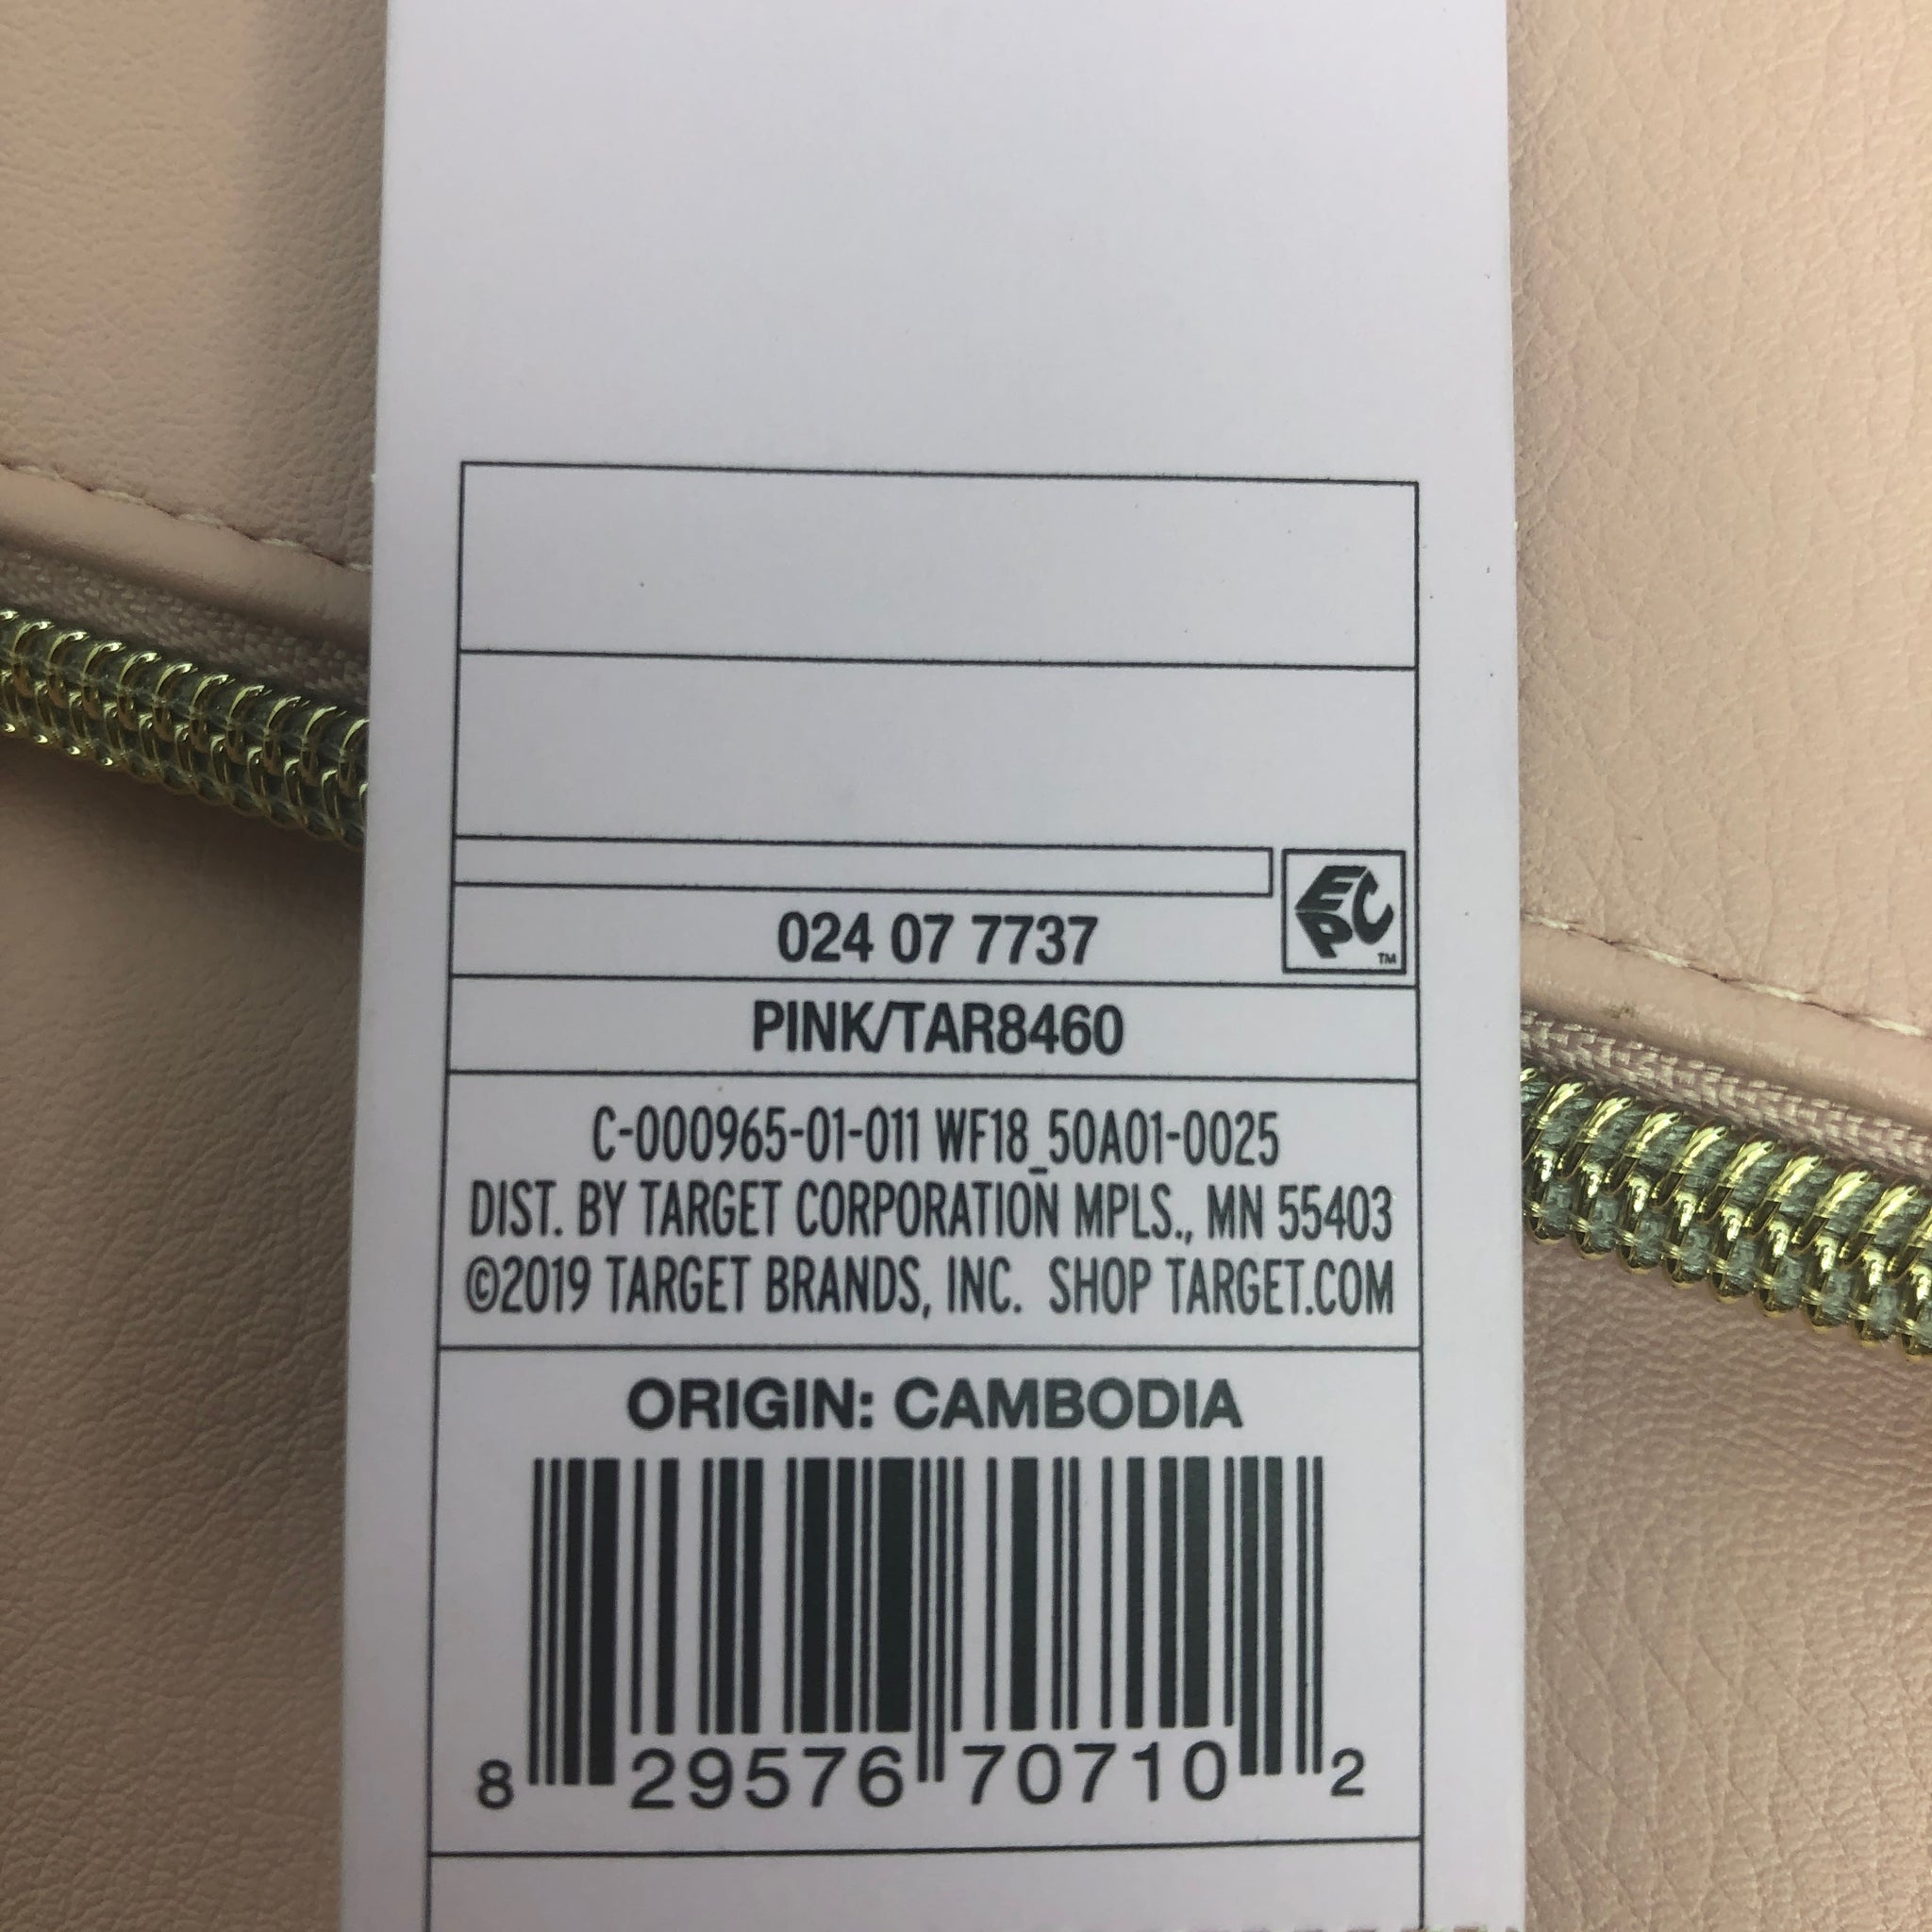 EPC™
024 07 7737
PINK/TAR8460
C-000965-01-011 WF18_50A01-0025
DIST. BY TARGET CORPORATION MPLS., MN 55403
©2019 TARGET BRANDS, INC. SHOP TARGET.COM
ORIGIN: CAMBODIA
8 29576 70710 2